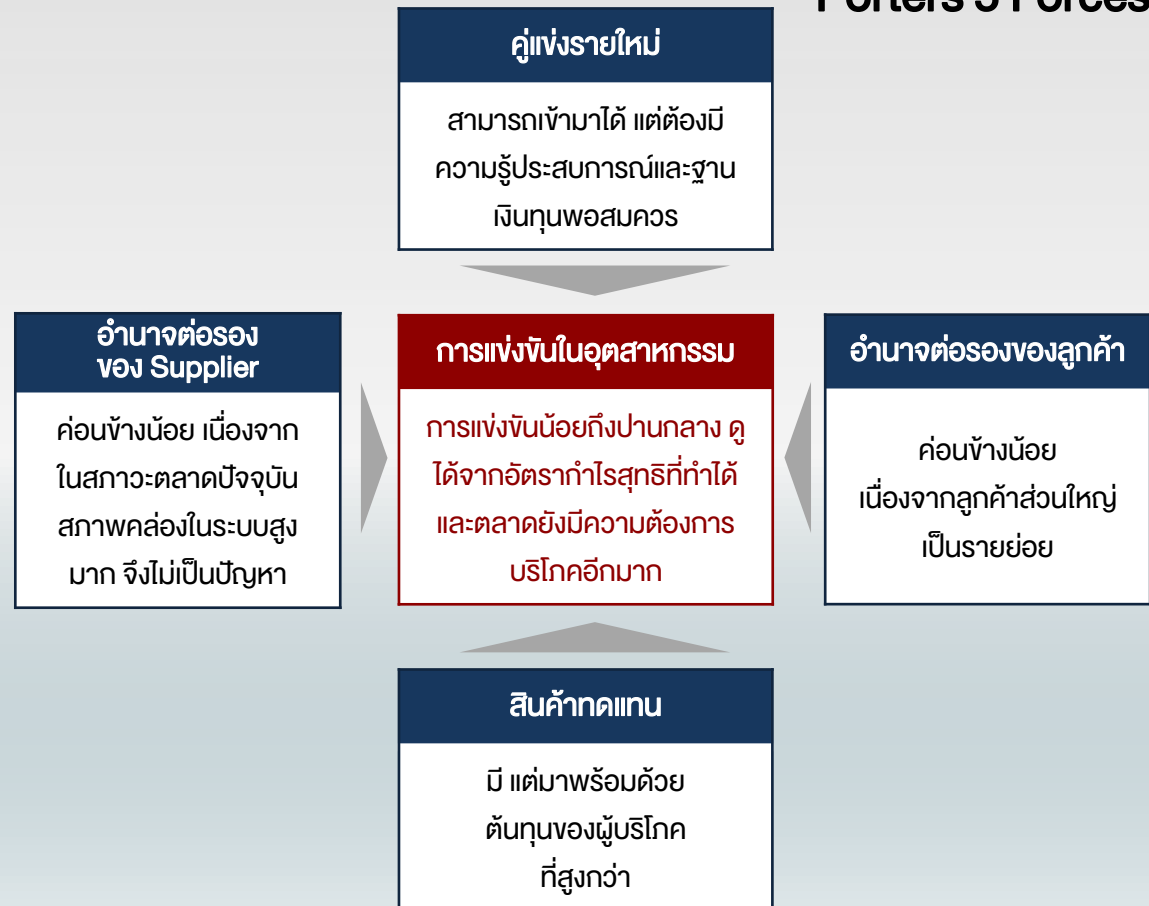 Porters 5 Forces
คู่แข่งรายใหม่
สามารถเข้ามาได้ แต่ต้องมี
ความรู้ประสบการณ์และฐาน
เงินทุนพอสมควร
อำนาจต่อรอง
ของ Supplier
ค่อนข้างน้อย เนื่องจาก
ในสภาวะตลาดปัจจุบัน
สภาพคล่องในระบบสูง
มาก จึงไม่เป็นปัญหา
การแข่งขันในอุตสาหกรรม
การแข่งขันน้อยถึงปานกลาง ดู
ได้จากอัตรากำไรสุทธิที่ทำได้
และตลาดยังมีความต้องการ
บริโภคอีกมาก
อำนาจต่อรองของลูกค้า
ค่อนข้างน้อย
เนื่องจากลูกค้าส่วนใหญ่
เป็นรายย่อย
สินค้าทดแทน
มี แต่มาพร้อมด้วย
ต้นทุนของผู้บริโภค
ที่สูงกว่า